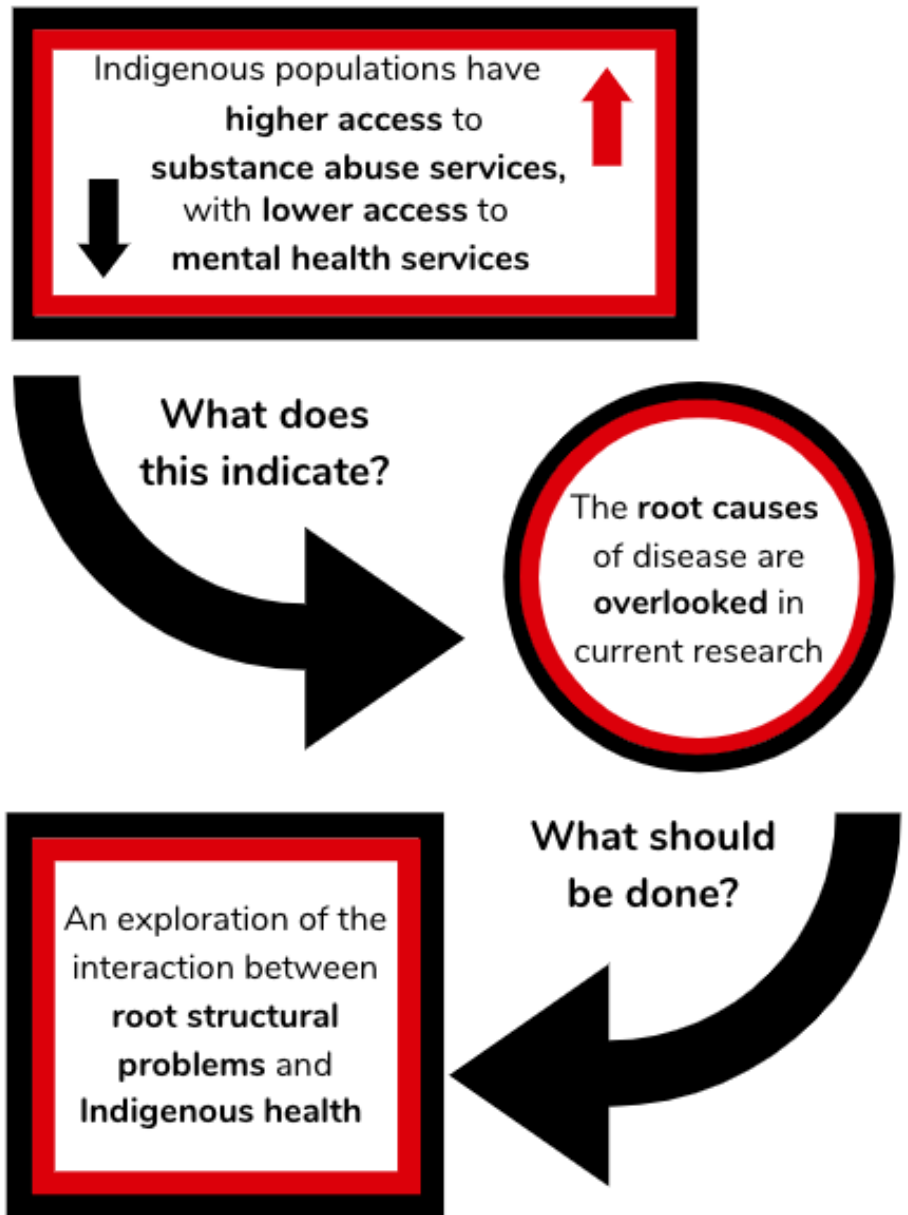 Indigenous populations have
higher access to
substance abuse services,
with lower access to
mental health services
What does
this indicate?
The root causes
of disease are
overlooked in
current research
What should
be done?
An exploration of the
interaction between
root structural
problems and
Indigenous health